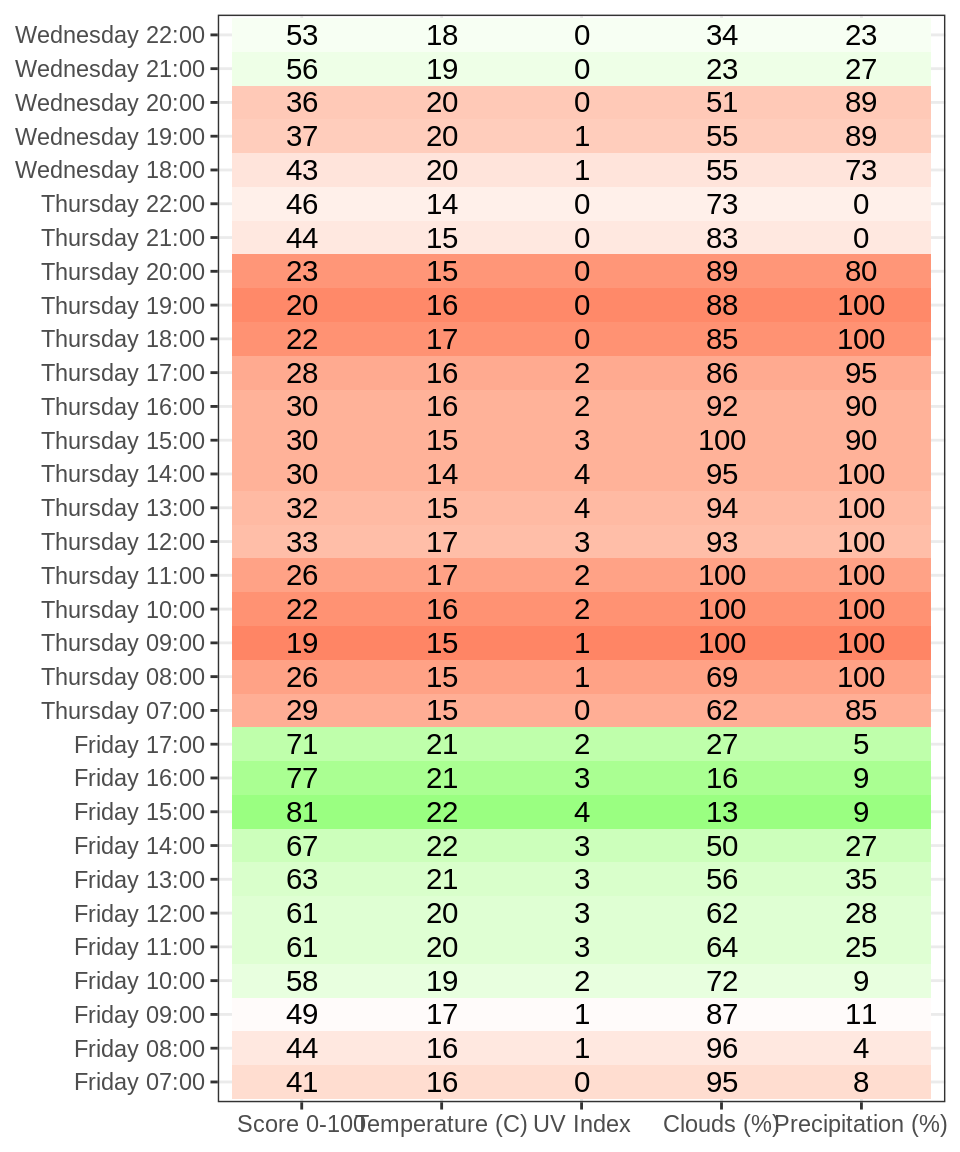 Wednesday 22:00 53 18 0 34 23
Wednesday 21:00 56 19 0 23 27
Wednesday 20:00 36 20 0 51 89
Wednesday 19:00 37 20 1 55 89
Wednesday 18:00 43 20 1 55 73
Thursday 22:00 46 14 0 73 0
Thursday 21:00 44 15 0 83 0
Thursday 20:00 23 15 0 89 80
Thursday 19:00 20 16 0 88 100
Thursday 18:00 22 17 0 85 100
Thursday 17:00 28 16 2 86 95
Thursday 16:00 30 16 2 92 90
Thursday 15:00 30 15 3 100 90
Thursday 14:00 30 14 4 95 100
Thursday 13:00 32 15 4 94 100
Thursday 12:00 33 17 3 93 100
Thursday 11:00 26 17 2 100 100
Thursday 10:00 22 16 2 100 100
Thursday 09:00 19 15 1 100 100
Thursday 08:00 26 15 1 69 100
Thursday 07:00 29 15 0 62 85
Friday 17:00 71 21 2 27 5
Friday 16:00 77 21 3 16 9
Friday 15:00 81 22 4 13 9
Friday 14:00 67 22 3 50 27
Friday 13:00 63 21 3 56 35
Friday 12:00 61 20 3 62 28
Friday 11:00 61 20 3 64 25
Friday 10:00 58 19 2 72 9
Friday 09:00 49 17 1 87 11
Friday 08:00 44 16 1 96 4
Friday 07:00 41 16 0 95 8
Score 0-100 Temperature (C) UV Index Clouds (%) Precipitation (%)